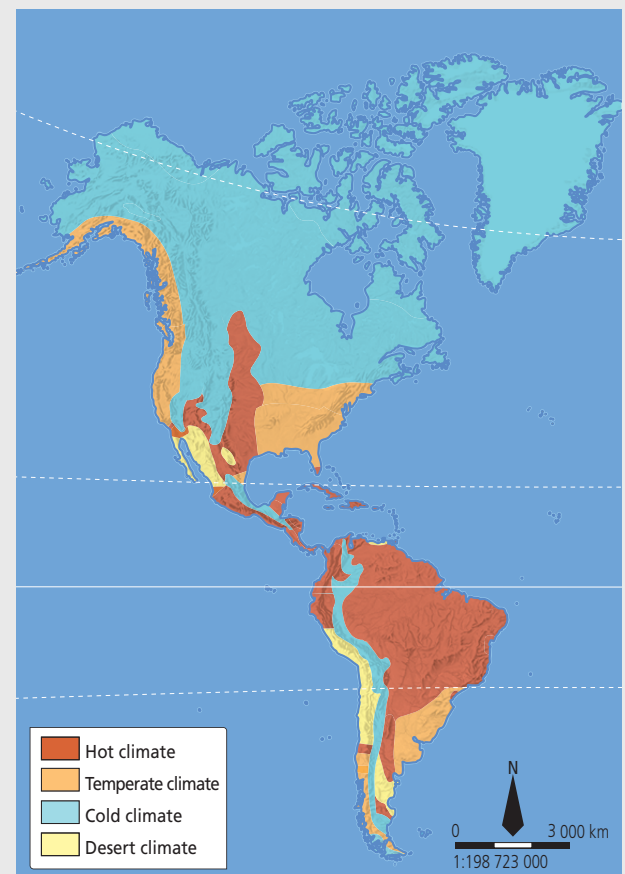 Hot climate
Temperate climate
Cold climate
Desert climate
N
0 3 000 km
1:198 723 000